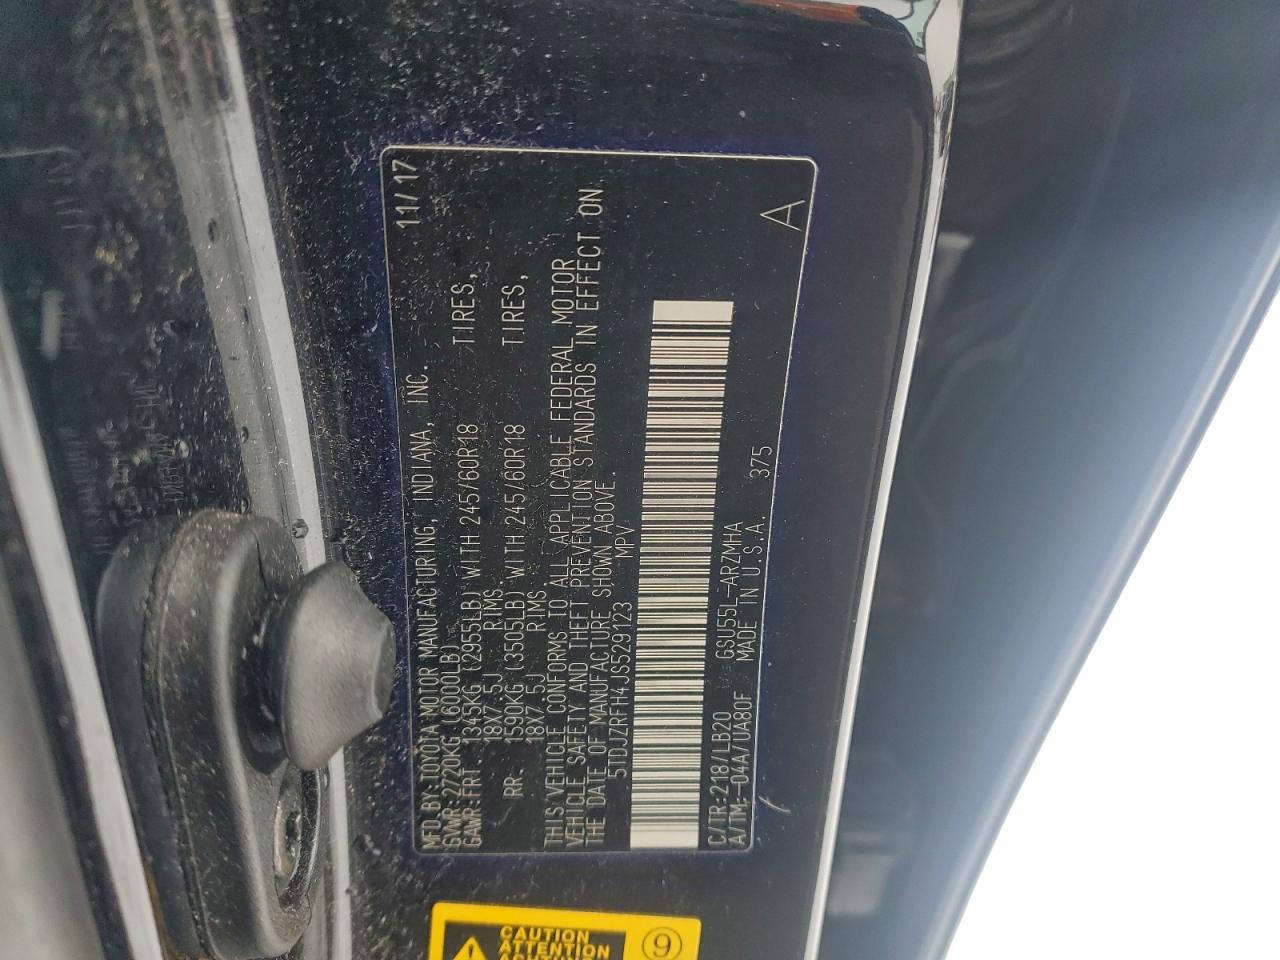 MFD.BY:TOYOTA MOTOR MANUFACTURING, INDIANA, INC. 11/17
GVWR:2720KG (6000LB)
GAWR:FRT. 1345KG (2955LB) WITH 245/60R18 TIRES,
18X7.5J RIMS.
RR. 1590KG (3505LB) WITH 245/60R18 TIRES,
18X7.5J RIMS
THIS VEHICLE CONFORMS TO ALL APPLICABLE FEDERAL MOTOR
VEHICLE SAFETY AND THEFT PREVENTION STANDARDS IN EFFECT ON
THE DATE OF MANUFACTURE SHOWN ABOVE.
5TDJZRFH4JS529123 MPV
C/TR:218/LB20 GSU55L-ARZMHA
A/TM:-04A/UA80F MADE IN U.S.A. 375 A
CAUTION
ATTENTION
9